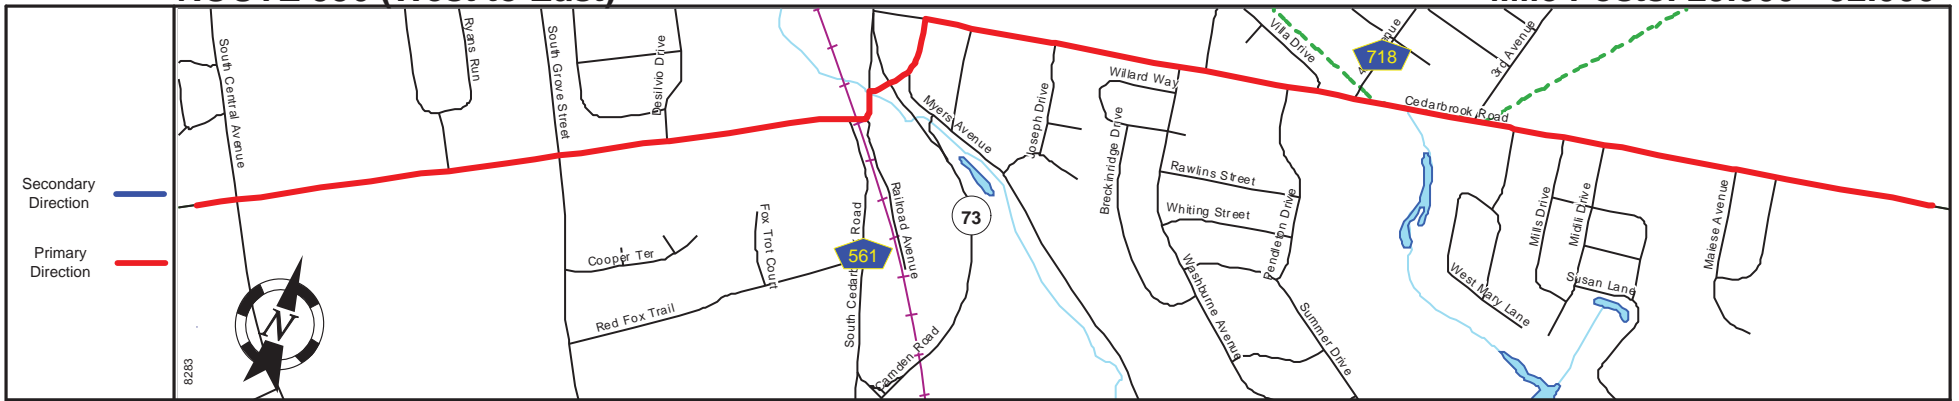 Secondary
Direction
Primary
Direction
8283
South Central Avenue
Ryans Run
South Grove Street
Desilvio Drive
Cooper Ter
Fox Trot Court
Red Fox Trail
561
Railroad Avenue
Camden Road
73
Myers Avenue
Joseph Drive
Willard Way
Breckinridge Drive
Rawlins Street
Whiting Street
Pendleton Drive
Washburne Avenue
Summer Drive
Villa Drive
718
3rd Avenue
Cedarbrook Road
West Mary Lane
Mills Drive
Midili Drive
Susan Lane
Maiese Avenue
N